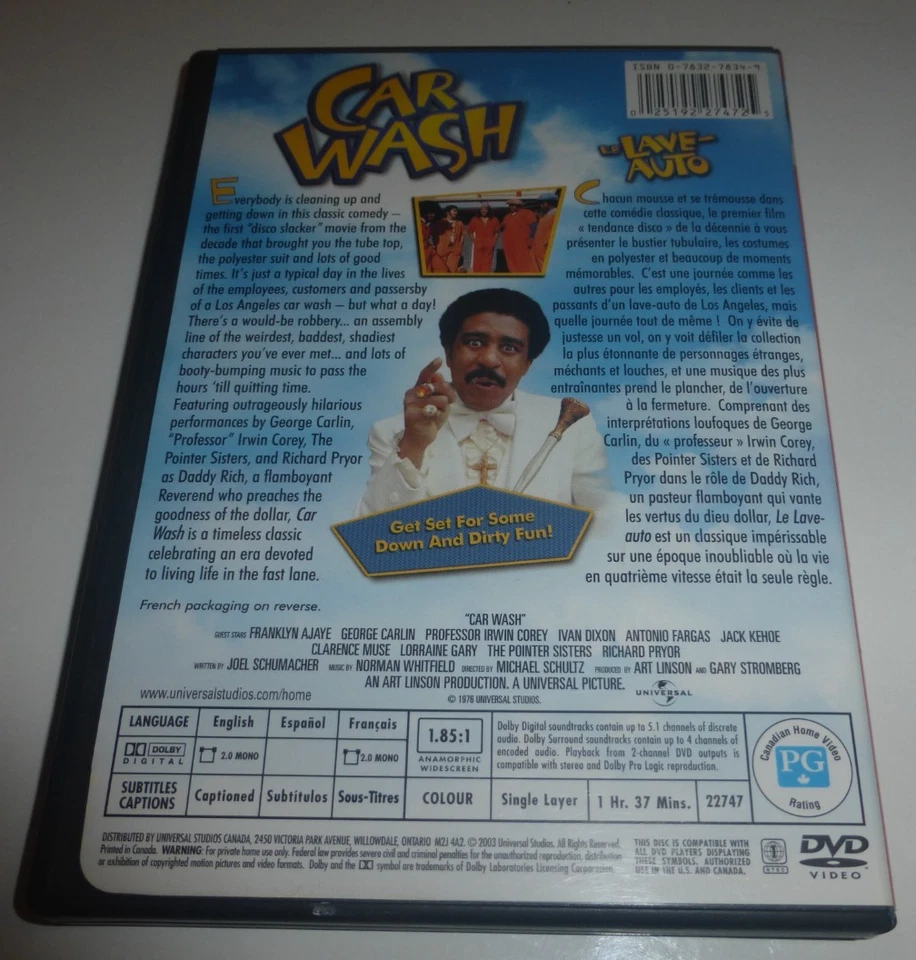 ISBN 0-7832-7834-9
0 25192 27472 5
CAR
WASH
LE LAVE-
AUTO
Everybody is cleaning up and
getting down in this classic comedy –
the first "disco slacker" movie from the
decade that brought you the tube top,
the polyester suit and lots of good
times. It's just a typical day in the lives
of the employees, customers and passersby
of a Los Angeles car wash – but what a day!
There's a would-be robbery... an assembly
line of the weirdest, baddest, shadiest
characters you've ever met... and lots of
booty-bumping music to pass the
hours 'till quitting time.
Featuring outrageously hilarious
performances by George Carlin,
"Professor" Irwin Corey, The
Pointer Sisters, and Richard Pryor
as Daddy Rich, a flamboyant
Reverend who preaches the
goodness of the dollar, Car
Wash is a timeless classic
celebrating an era devoted
to living life in the fast lane.
Chacun mousse et se trémousse dans
cette comédie classique, le premier film
« tendance disco » de la décennie à vous
présenter le bustier tubulaire, les costumes
en polyester et beaucoup de moments
mémorables. C'est une journée comme les
autres pour les employés, les clients et les
passants d'un lave-auto de Los Angeles, mais
quelle journée tout de même ! On y évite de
justesse un vol, on y voit défiler la collection
la plus étonnante de personnages étranges,
méchants et louches, et une musique des plus
entraînantes prend le plancher, de l'ouverture
à la fermeture. Comprenant des
interprétations loufoques de George
Carlin, du « professeur » Irwin Corey,
des Pointer Sisters et de Richard
Pryor dans le rôle de Daddy Rich,
un pasteur flamboyant qui vante
les vertus du dieu dollar, Le Lave-
auto est un classique impérissable
sur une époque inoubliable où la vie
en quatrième vitesse était la seule règle.
Get Set For Some
Down And Dirty Fun!
French packaging on reverse.
"CAR WASH"
GUEST STARS FRANKLYN AJAYE GEORGE CARLIN PROFESSOR IRWIN COREY IVAN DIXON ANTONIO FARGAS JACK KEHOE
CLARENCE MUSE LORRAINE GARY THE POINTER SISTERS RICHARD PRYOR
WRITTEN BY JOEL SCHUMACHER MUSIC BY NORMAN WHITFIELD DIRECTED BY MICHAEL SCHULTZ PRODUCED BY ART LINSON AND GARY STROMBERG
AN ART LINSON PRODUCTION. A UNIVERSAL PICTURE.
© 1976 UNIVERSAL STUDIOS.
www.universalstudios.com/home
UNIVERSAL
LANGUAGE English Español Français
DOLBY DIGITAL 2.0 MONO 2.0 MONO
SUBTITLES CAPTIONS Captioned Subtitulos Sous-Titres
1.85:1
ANAMORPHIC
WIDESCREEN
COLOUR
Dolby Digital soundtracks contain up to 5.1 channels of discrete
audio. Dolby Surround soundtracks contain up to 4 channels of
encoded audio. Playback from 2-channel DVD outputs is
compatible with stereo and Dolby Pro Logic reproduction.
Single Layer 1 Hr. 37 Mins. 22747
Canadian Home Video
PG
Rating
DISTRIBUTED BY UNIVERSAL STUDIOS CANADA, 2450 VICTORIA PARK AVENUE, WILLOWDALE, ONTARIO M2J 4A2. © 2003 Universal Studios. All Rights Reserved.
Printed in Canada. WARNING: For private home use only. Federal law provides severe civil and criminal penalties for the unauthorized reproduction, distribution
or exhibition of copyrighted motion pictures and video formats. Dolby and the DD symbol are trademarks of Dolby Laboratories Licensing Corporation.
THIS DISC IS COMPATIBLE WITH
ALL DVD PLAYERS DISPLAYING
THESE SYMBOLS. AUTHORIZED
FOR USE IN THE U.S. AND CANADA.
1
NTSC
DVD
VIDEO